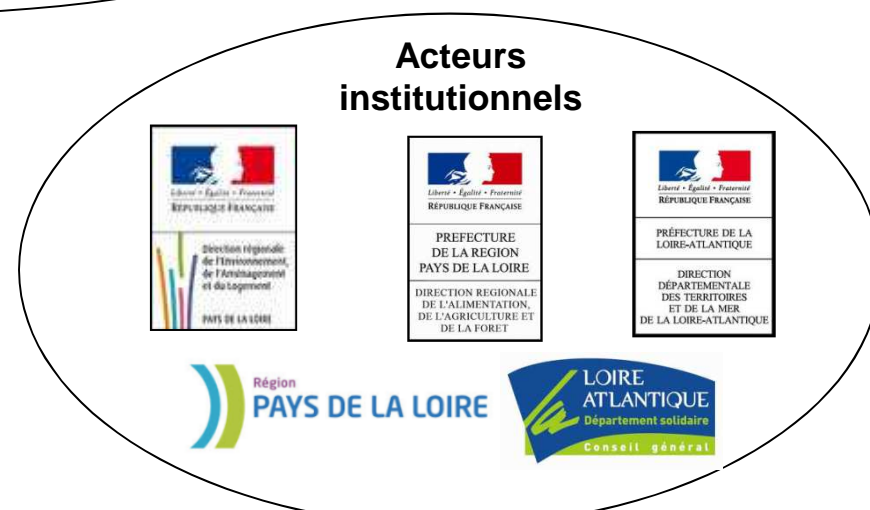 Acteurs
institutionnels
Liberté • Égalité • Fraternité
RÉPUBLIQUE FRANÇAISE
Direction régionale
de l'Environnement,
de l'Aménagement
et du Logement
PAYS DE LA LOIRE
Liberté • Égalité • Fraternité
RÉPUBLIQUE FRANÇAISE
PREFECTURE
DE LA REGION
PAYS DE LA LOIRE
DIRECTION REGIONALE
DE L'ALIMENTATION,
DE L'AGRICULTURE ET
DE LA FORET
Liberté • Égalité • Fraternité
RÉPUBLIQUE FRANÇAISE
PRÉFECTURE DE LA
LOIRE-ATLANTIQUE
DIRECTION
DÉPARTEMENTALE
DES TERRITOIRES
ET DE LA MER
DE LA LOIRE-ATLANTIQUE
Région
PAYS DE LA LOIRE
LOIRE
ATLANTIQUE
Département solidaire
Conseil général